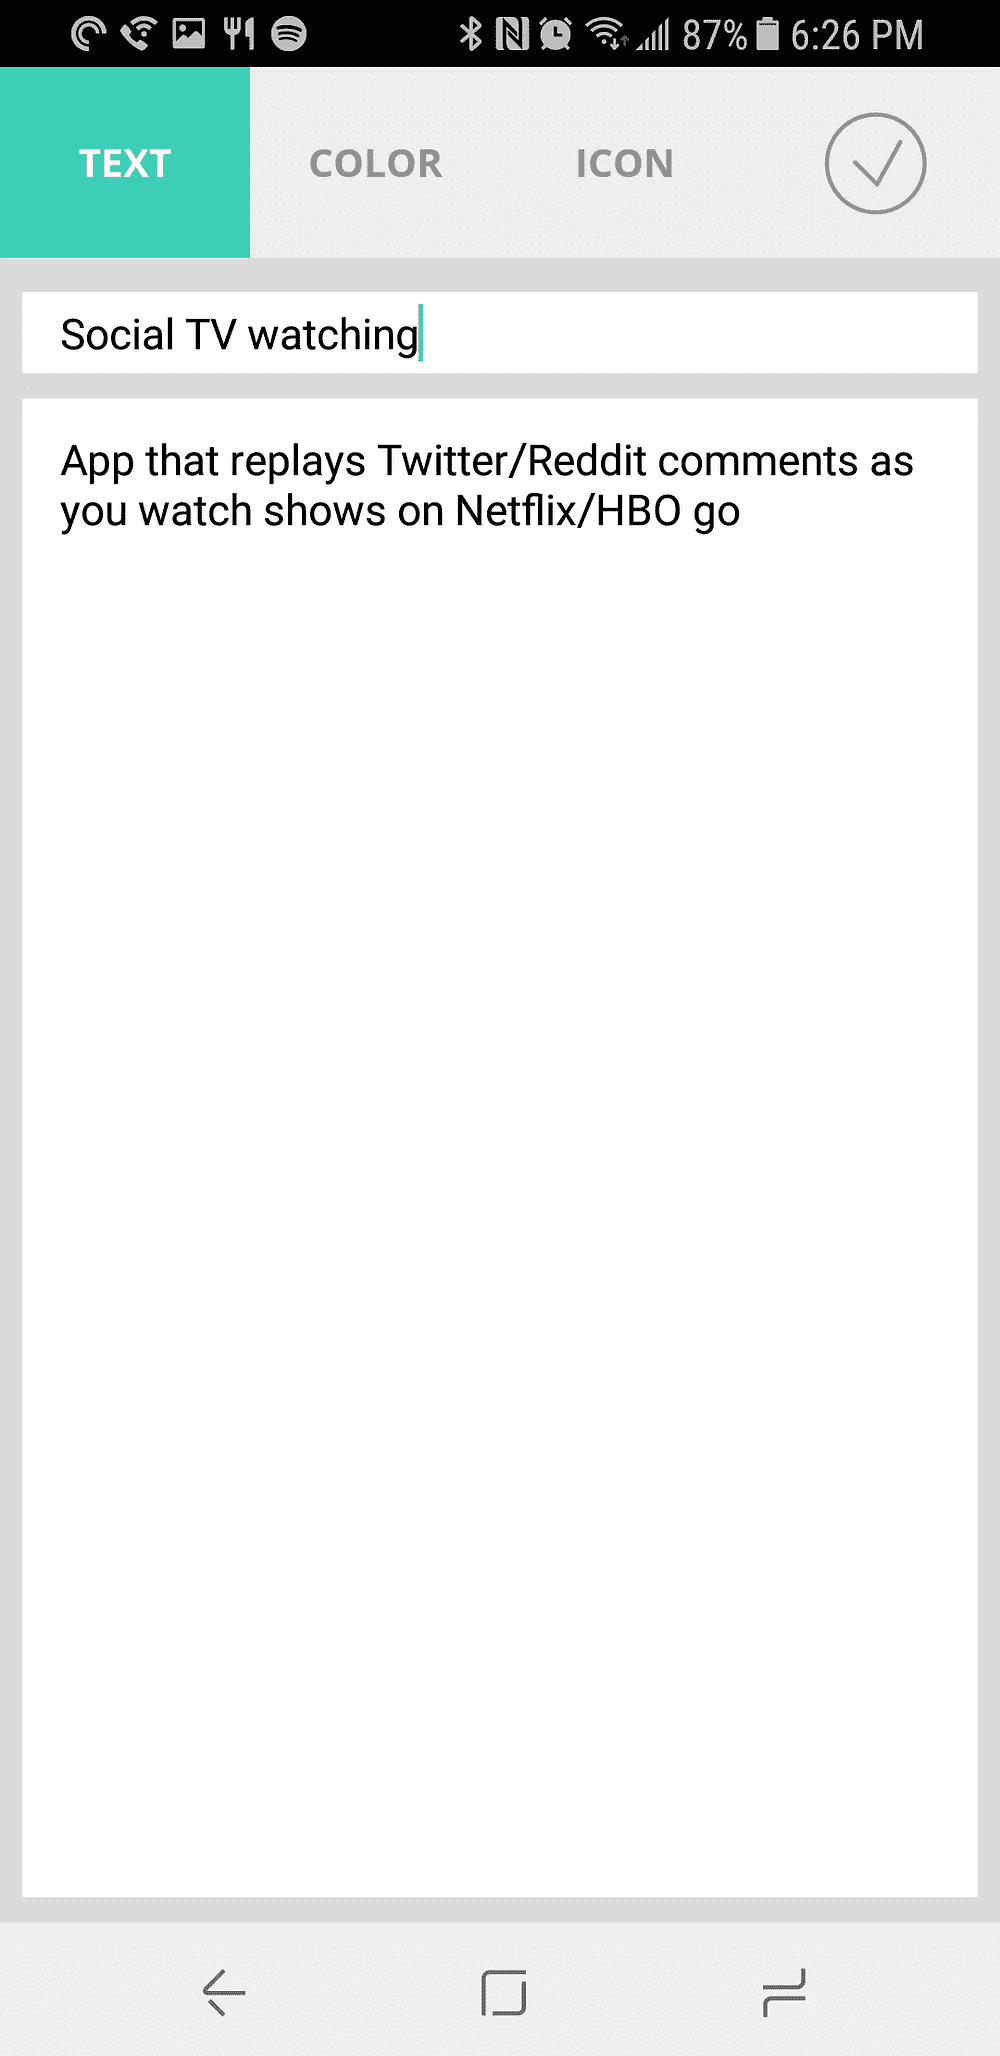 87% 6:26 PM
TEXT COLOR ICON
Social TV watching
App that replays Twitter/Reddit comments as
you watch shows on Netflix/HBO go